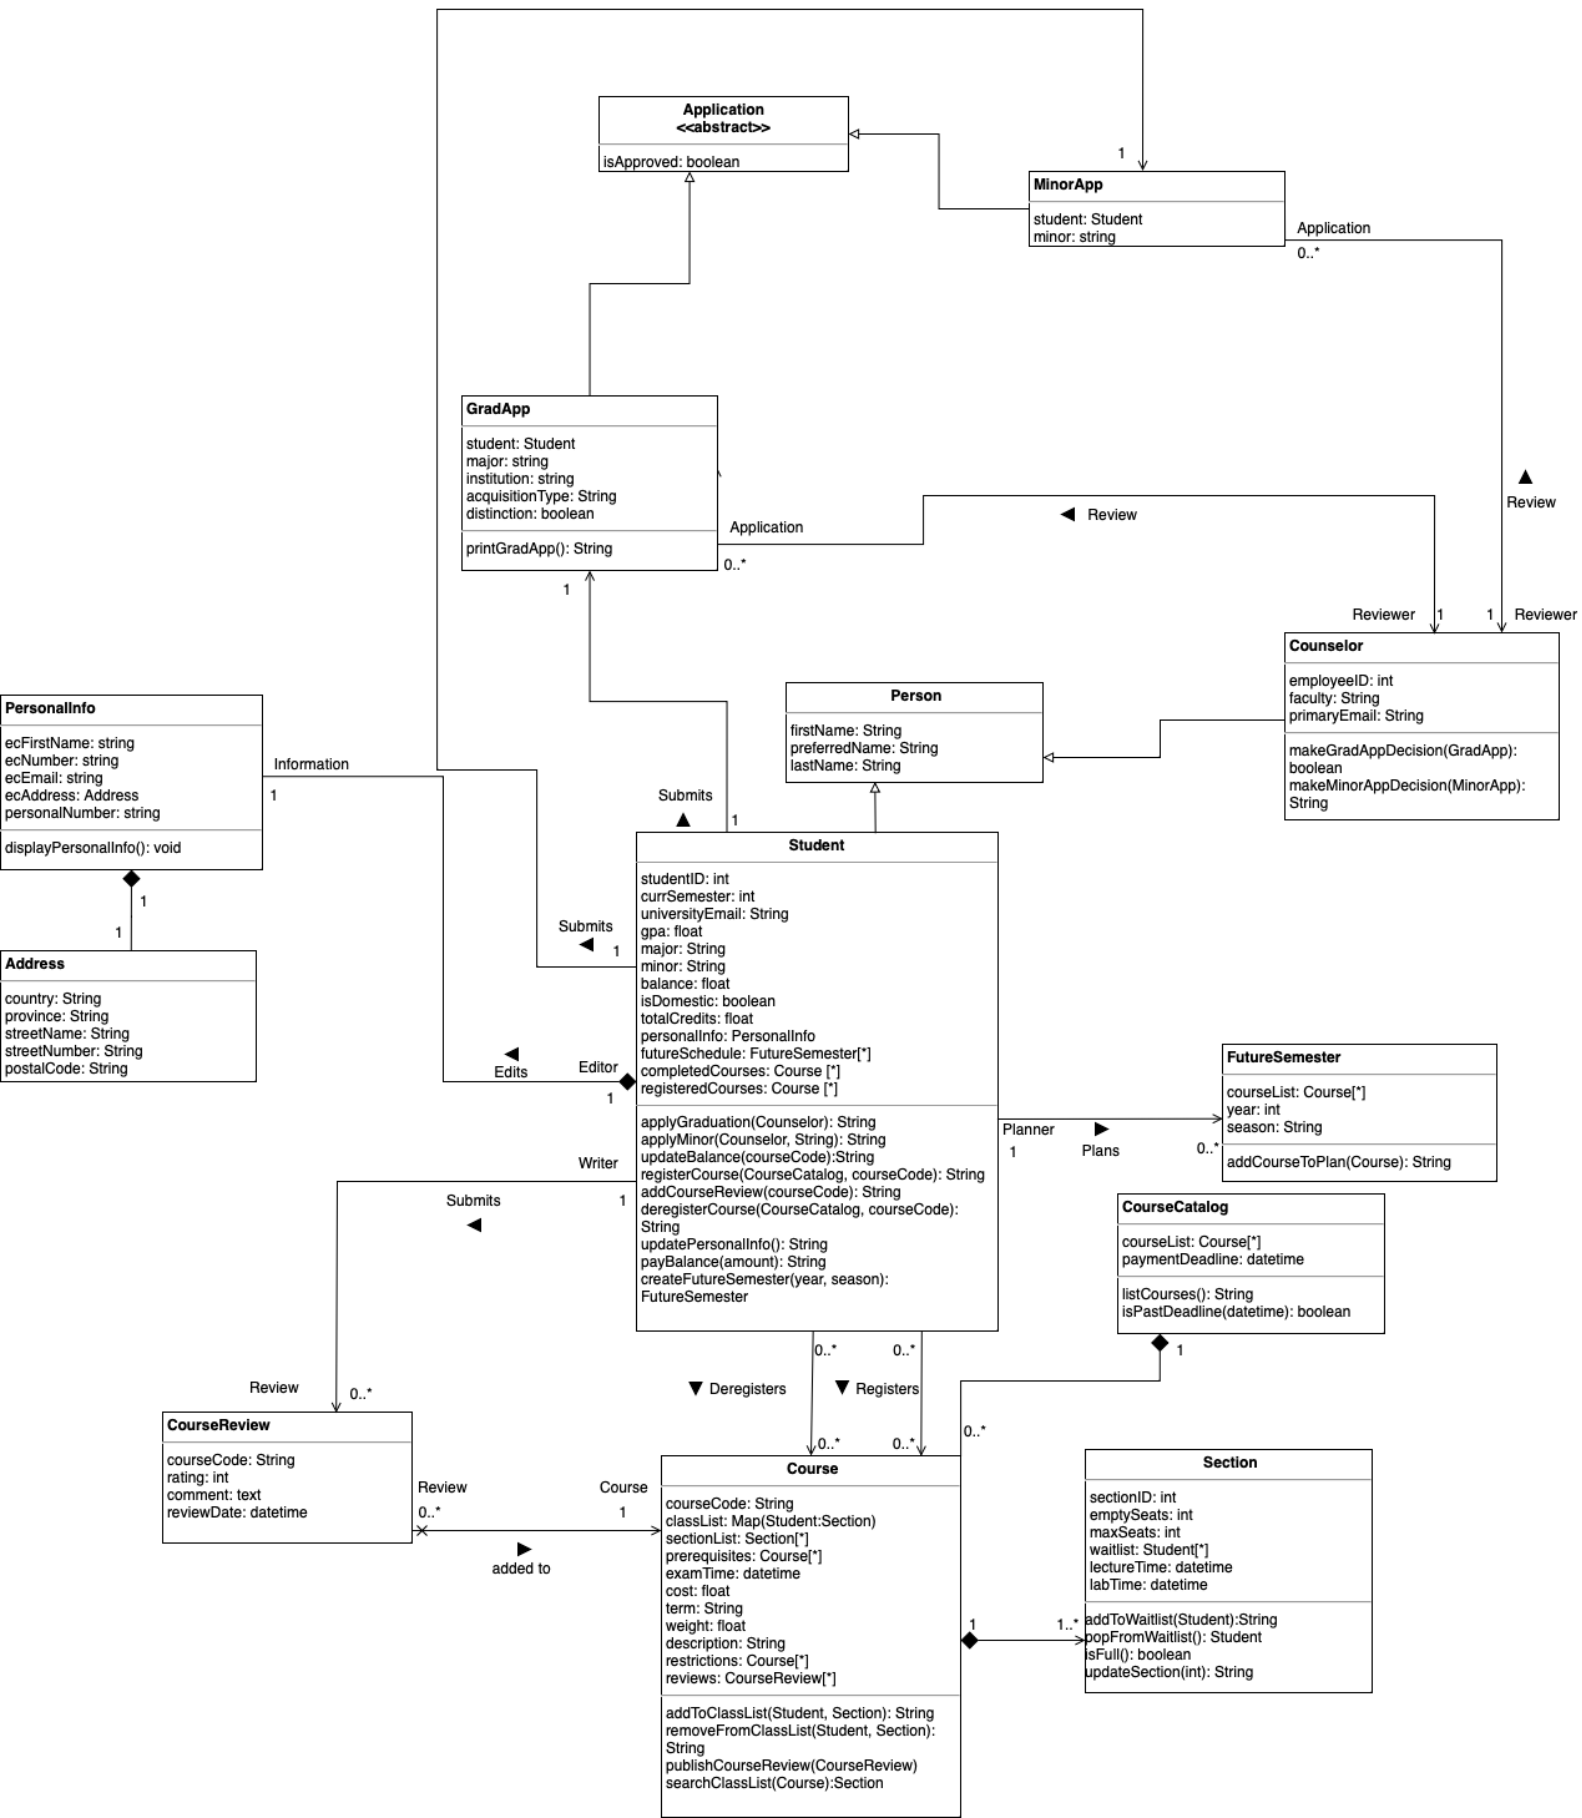 Application
<<abstract>>
isApproved: boolean
1
MinorApp
student: Student
minor: string
Application
0..*
GradApp
student: Student
major: string
institution: string
acquisitionType: String
distinction: boolean
printGradApp(): String
Application
0..*
Review
Review
1
Reviewer
1
1
Reviewer
Counselor
employeeID: int
faculty: String
primaryEmail: String
makeGradAppDecision(GradApp):
boolean
makeMinorAppDecision(MinorApp):
String
Person
firstName: String
preferredName: String
lastName: String
PersonalInfo
ecFirstName: string
ecNumber: string
ecEmail: string
ecAddress: Address
personalNumber: string
displayPersonalInfo(): void
Information
1
1
1
Address
country: String
province: String
streetName: String
streetNumber: String
postalCode: String
Submits
1
Submits
1
Edits
Editor
1
Student
studentID: int
currSemester: int
universityEmail: String
gpa: float
major: String
minor: String
balance: float
isDomestic: boolean
totalCredits: float
personalInfo: PersonalInfo
futureSchedule: FutureSemester[*]
completedCourses: Course [*]
registeredCourses: Course [*]
applyGraduation(Counselor): String
applyMinor(Counselor, String): String
updateBalance(courseCode):String
registerCourse(CourseCatalog, courseCode): String
addCourseReview(courseCode): String
deregisterCourse(CourseCatalog, courseCode):
String
updatePersonalInfo(): String
payBalance(amount): String
createFutureSemester(year, season):
FutureSemester
Planner
1
Plans
0..*
FutureSemester
courseList: Course[*]
year: int
season: String
addCourseToPlan(Course): String
CourseCatalog
courseList: Course[*]
paymentDeadline: datetime
listCourses(): String
isPastDeadline(datetime): boolean
1
0..*
Writer
1
Submits
Review
0..*
CourseReview
courseCode: String
rating: int
comment: text
reviewDate: datetime
Review
0..*
Course
1
added to
0..*
0..*
Deregisters
Registers
0..*
0..*
Course
courseCode: String
classList: Map(Student:Section)
sectionList: Section[*]
prerequisites: Course[*]
examTime: datetime
cost: float
term: String
weight: float
description: String
restrictions: Course[*]
reviews: CourseReview[*]
addToClassList(Student, Section): String
removeFromClassList(Student, Section):
String
publishCourseReview(CourseReview)
searchClassList(Course):Section
1
1..*
Section
sectionID: int
emptySeats: int
maxSeats: int
waitlist: Student[*]
lectureTime: datetime
labTime: datetime
addToWaitlist(Student):String
popFromWaitlist(): Student
isFull(): boolean
updateSection(int): String